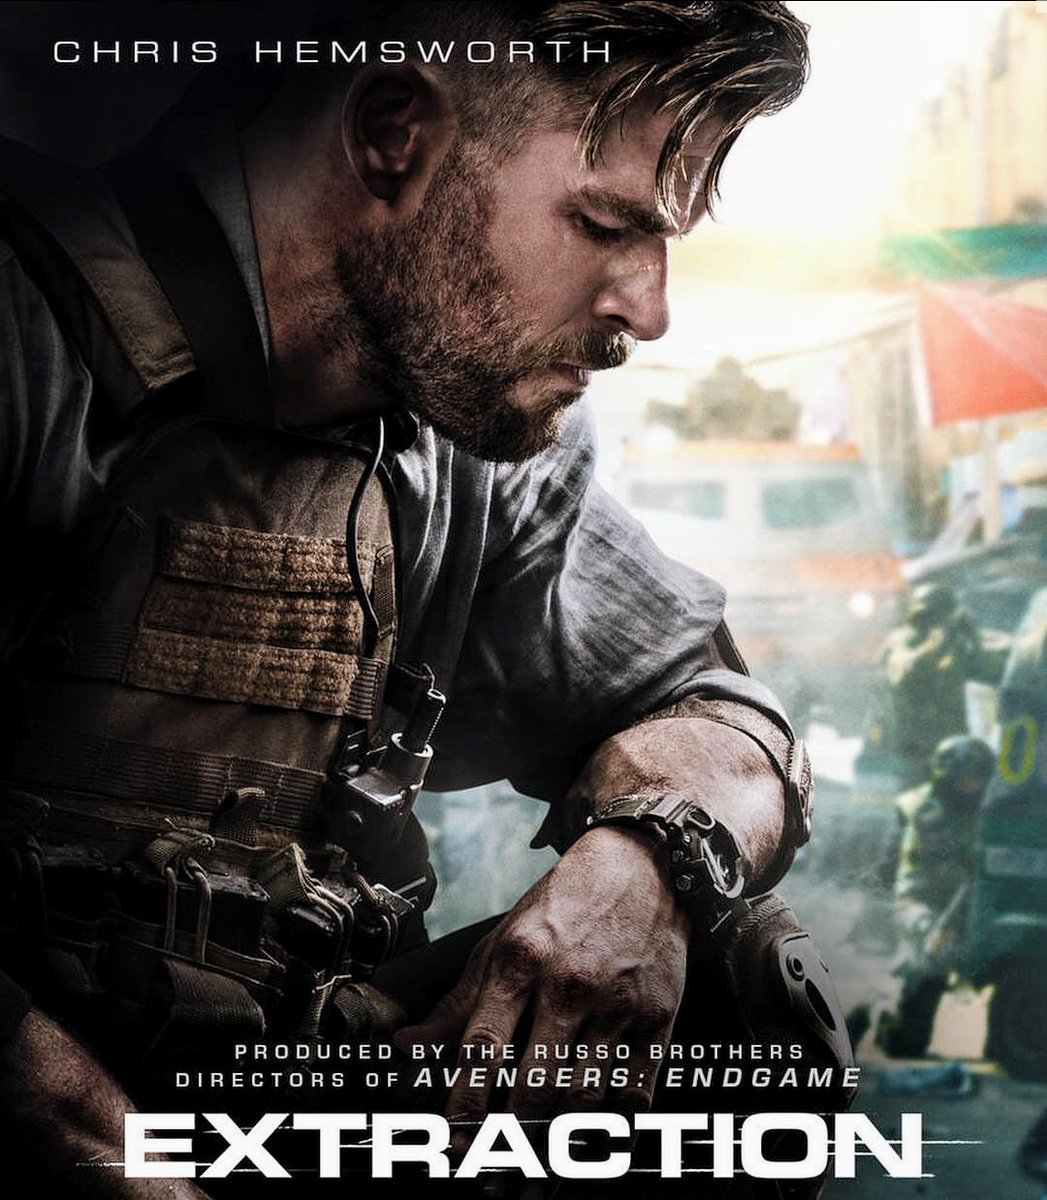 CHRIS HEMSWORTH
PRODUCED BY THE RUSSO BROTHERS
DIRECTORS OF AVENGERS: ENDGAME
EXTRACTION